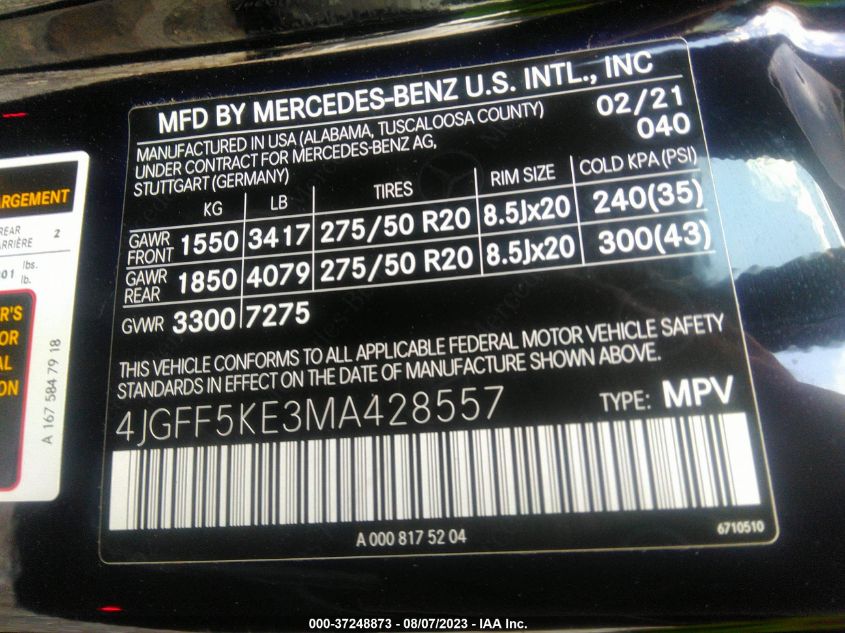 MFD BY MERCEDES-BENZ U.S. INTL., INC
MANUFACTURED IN USA (ALABAMA, TUSCALOOSA COUNTY) 02/21
UNDER CONTRACT FOR MERCEDES-BENZ AG, 040
STUTTGART (GERMANY)
KG LB TIRES RIM SIZE COLD KPA (PSI)
GAWR FRONT 1550 3417 275/50 R20 8.5Jx20 240(35)
GAWR REAR 1850 4079 275/50 R20 8.5Jx20 300(43)
GVWR 3300 7275
THIS VEHICLE CONFORMS TO ALL APPLICABLE FEDERAL MOTOR VEHICLE SAFETY
STANDARDS IN EFFECT ON THE DATE OF MANUFACTURE SHOWN ABOVE.
4JGFF5KE3MA428557 TYPE: MPV
A 000 817 52 04
6710510
ARGEMENT
REAR 2
ARRIÈRE
lbs.
lb.
A 167 584 79 18
000-37248873 - 08/07/2023 - IAA Inc.